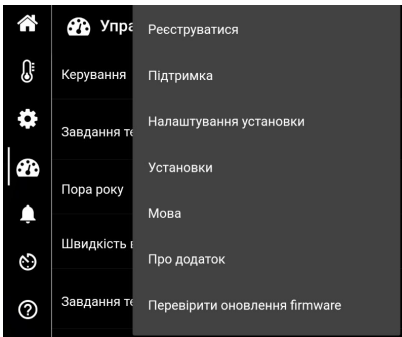 Упра
Керування
Завдання те
Пора року
Швидкість в
Завдання те
Реєструватися
Підтримка
Налаштування установки
Установки
Мова
Про додаток
Перевірити оновлення firmware